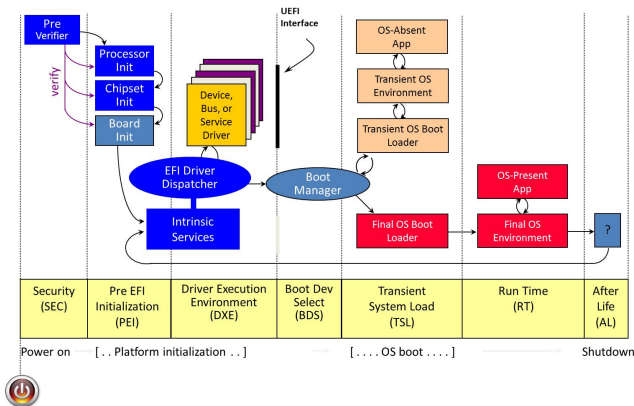 UEFI
Interface
Pre
Verifier
verify
Processor
Init
Chipset
Init
Board
Init
Device,
Bus, or
Service
Driver
EFI Driver
Dispatcher
Intrinsic
Services
Boot
Manager
OS-Absent
App
Transient OS
Environment
Transient OS Boot
Loader
Final OS Boot
Loader
OS-Present
App
Final OS
Environment
?
Security
(SEC)
Pre EFI
Initialization
(PEI)
Driver Execution
Environment
(DXE)
Boot Dev
Select
(BDS)
Transient
System Load
(TSL)
Run Time
(RT)
After
Life
(AL)
Power on
[ . . Platform initialization . . ]
[ . . . . OS boot . . . . ]
Shutdown